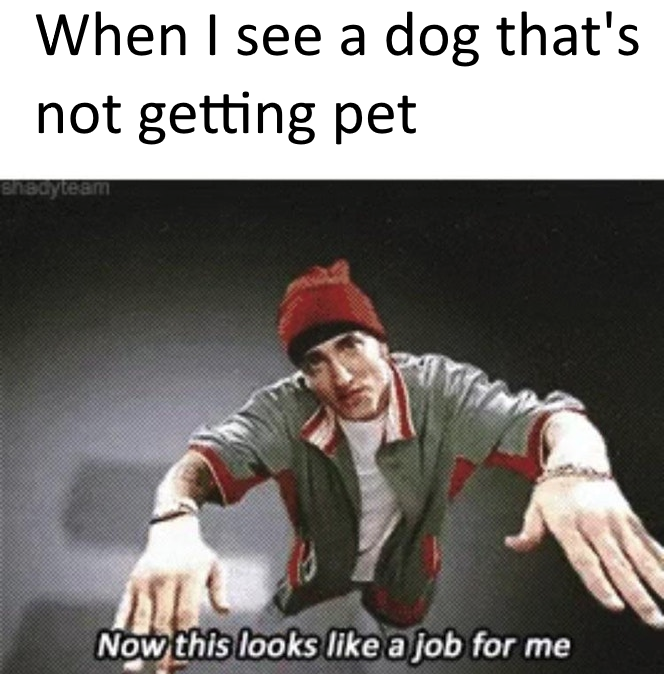 When I see a dog that's
not getting pet
shadyteam
Now this looks like a job for me